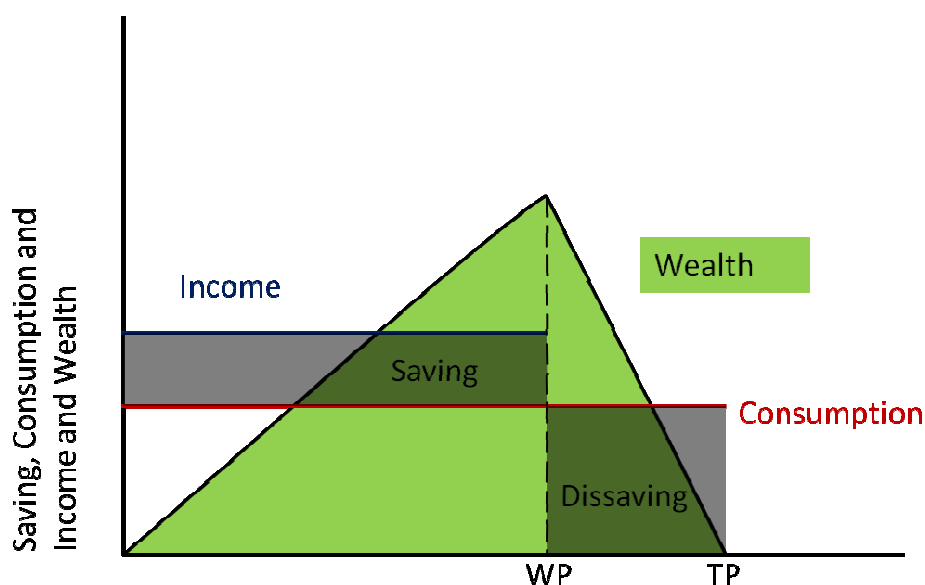 Saving, Consumption and
Income and Wealth
Income
Wealth
Saving
Consumption
Dissaving
WP
TP